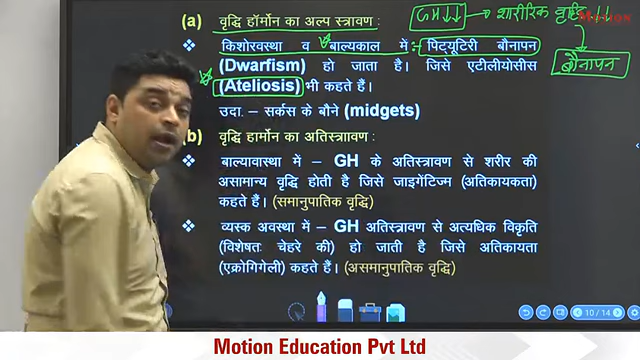 (a) वृद्धि हॉर्मोन का अल्प स्त्रावण :
GH↓↓ → शारीरिक वृद्धि ↓↓
MOTION
❖ किशोरवस्था व बाल्यकाल में :- पिट्यूटिरी बौनापन
(Dwarfism) हो जाता है। जिसे एटीलीयोसीस
बौनापन
(Ateliosis) भी कहते हैं।
उदा. – सर्कस के बौने (midgets)
(b) वृद्धि हार्मोन का अतिस्त्राावण :
❖ बाल्यावास्था में – GH के अतिस्त्रावण से शरीर की
असामान्य वृद्धि होती है जिसे जाइगेंटिज्म (अतिकायकता)
कहते हैं। (समानुपातिक वृद्धि)
❖ व्यस्क अवस्था में – GH अतिस्त्रावण से अत्यधिक विकृति
(विशेषतः चेहरे की) हो जाती है जिसे अतिकायता
(एक्रोगिगेली) कहते हैं। (असमानुपातिक वृद्धि)
10 / 14
Motion Education Pvt Ltd